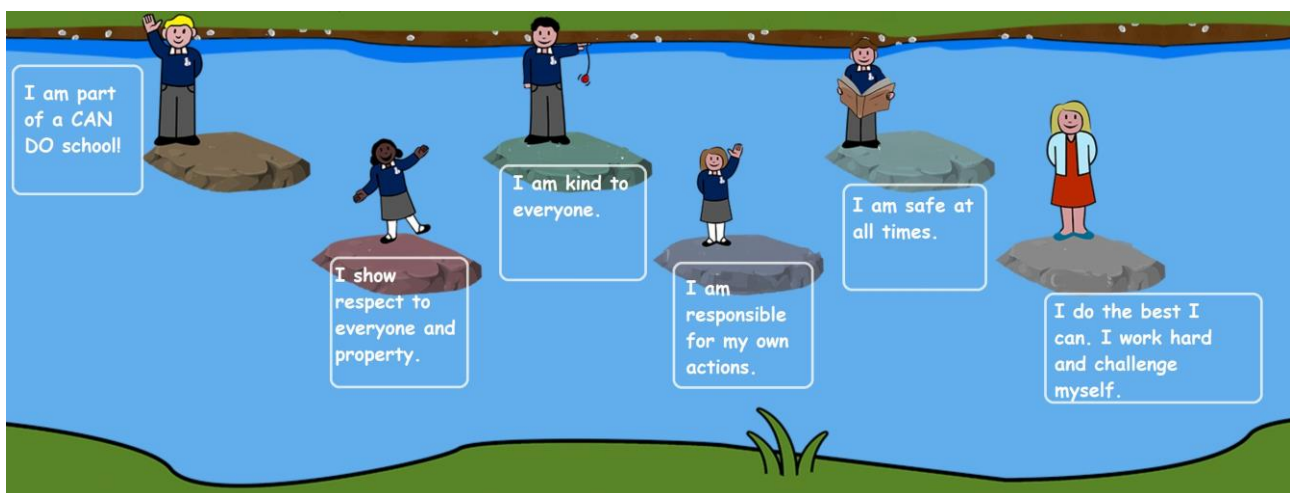 I am part
of a CAN
DO school!
I show
respect to
everyone and
property.
I am kind to
everyone.
I am
responsible
for my own
actions.
I am safe at
all times.
I do the best I
can. I work hard
and challenge
myself.